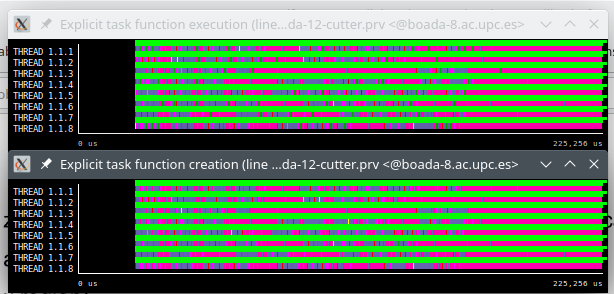 Explicit task function execution (line ...da-12-cutter.prv <@boada-8.ac.upc.es>
THREAD 1.1.1
THREAD 1.1.2
THREAD 1.1.3
THREAD 1.1.4
THREAD 1.1.5
THREAD 1.1.6
THREAD 1.1.7
THREAD 1.1.8
0 us
225,256 us
Explicit task function creation (line ...da-12-cutter.prv <@boada-8.ac.upc.es>
THREAD 1.1.1
THREAD 1.1.2
THREAD 1.1.3
THREAD 1.1.4
THREAD 1.1.5
THREAD 1.1.6
THREAD 1.1.7
THREAD 1.1.8
0 us
225,256 us